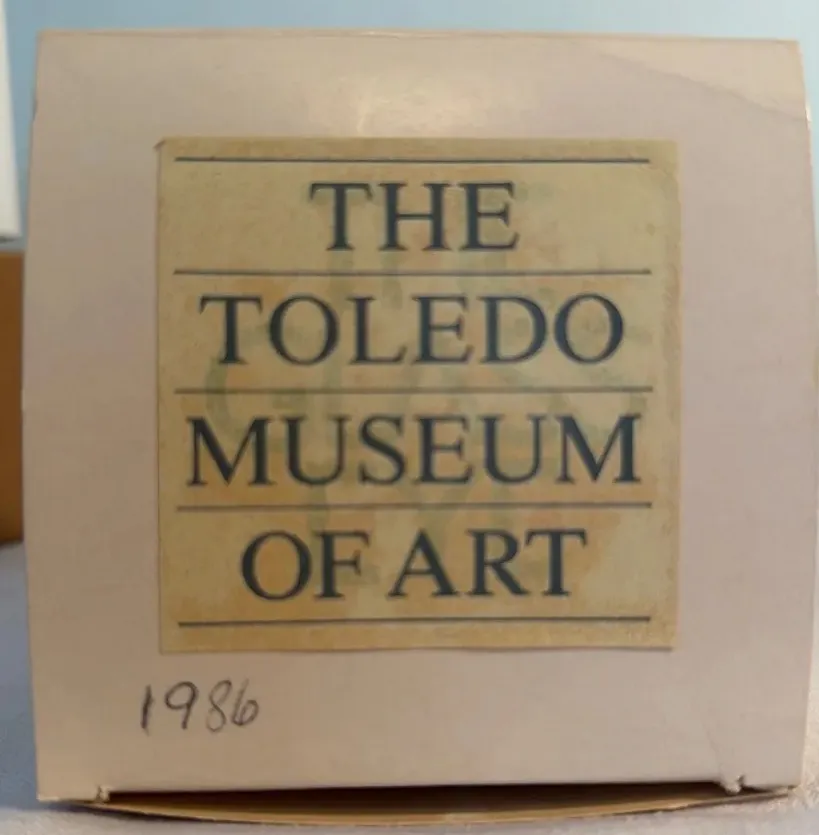 THE
TOLEDO
MUSEUM
OF ART
1986